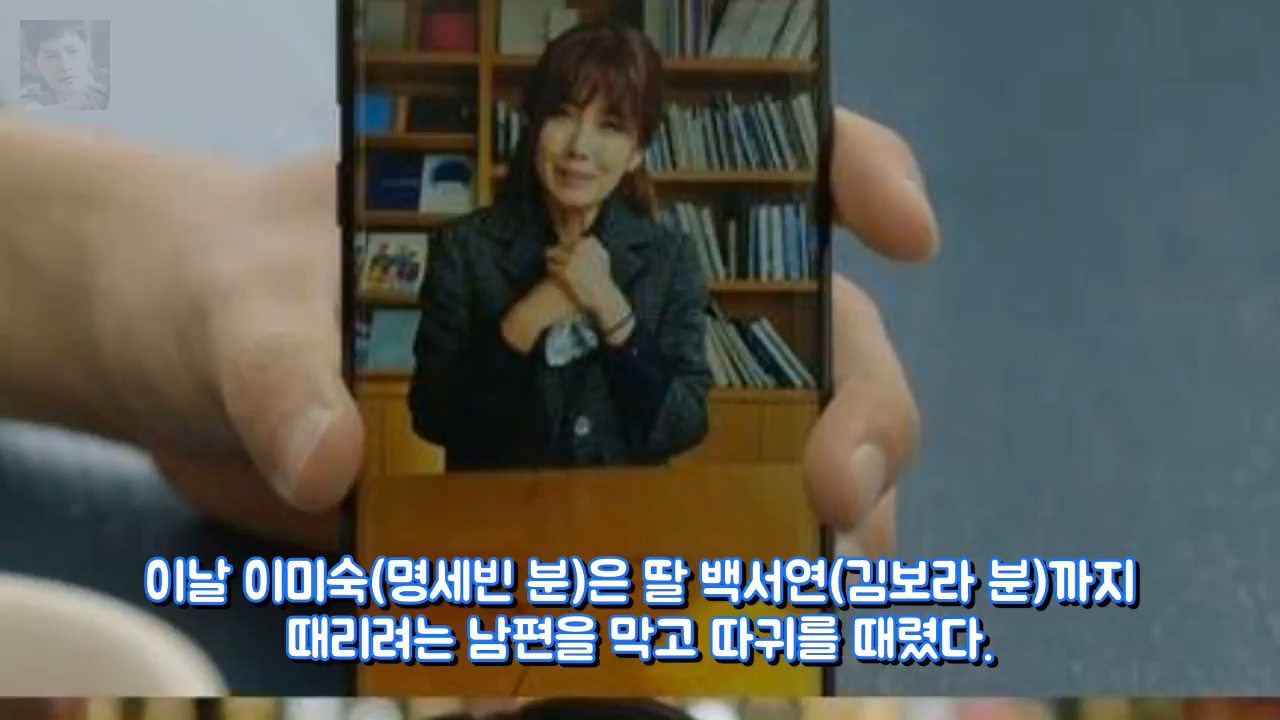 이날 이미숙(명세빈 분)은 딸 백서연(김보라 분)까지
때리려는 남편을 막고 따귀를 때렸다.